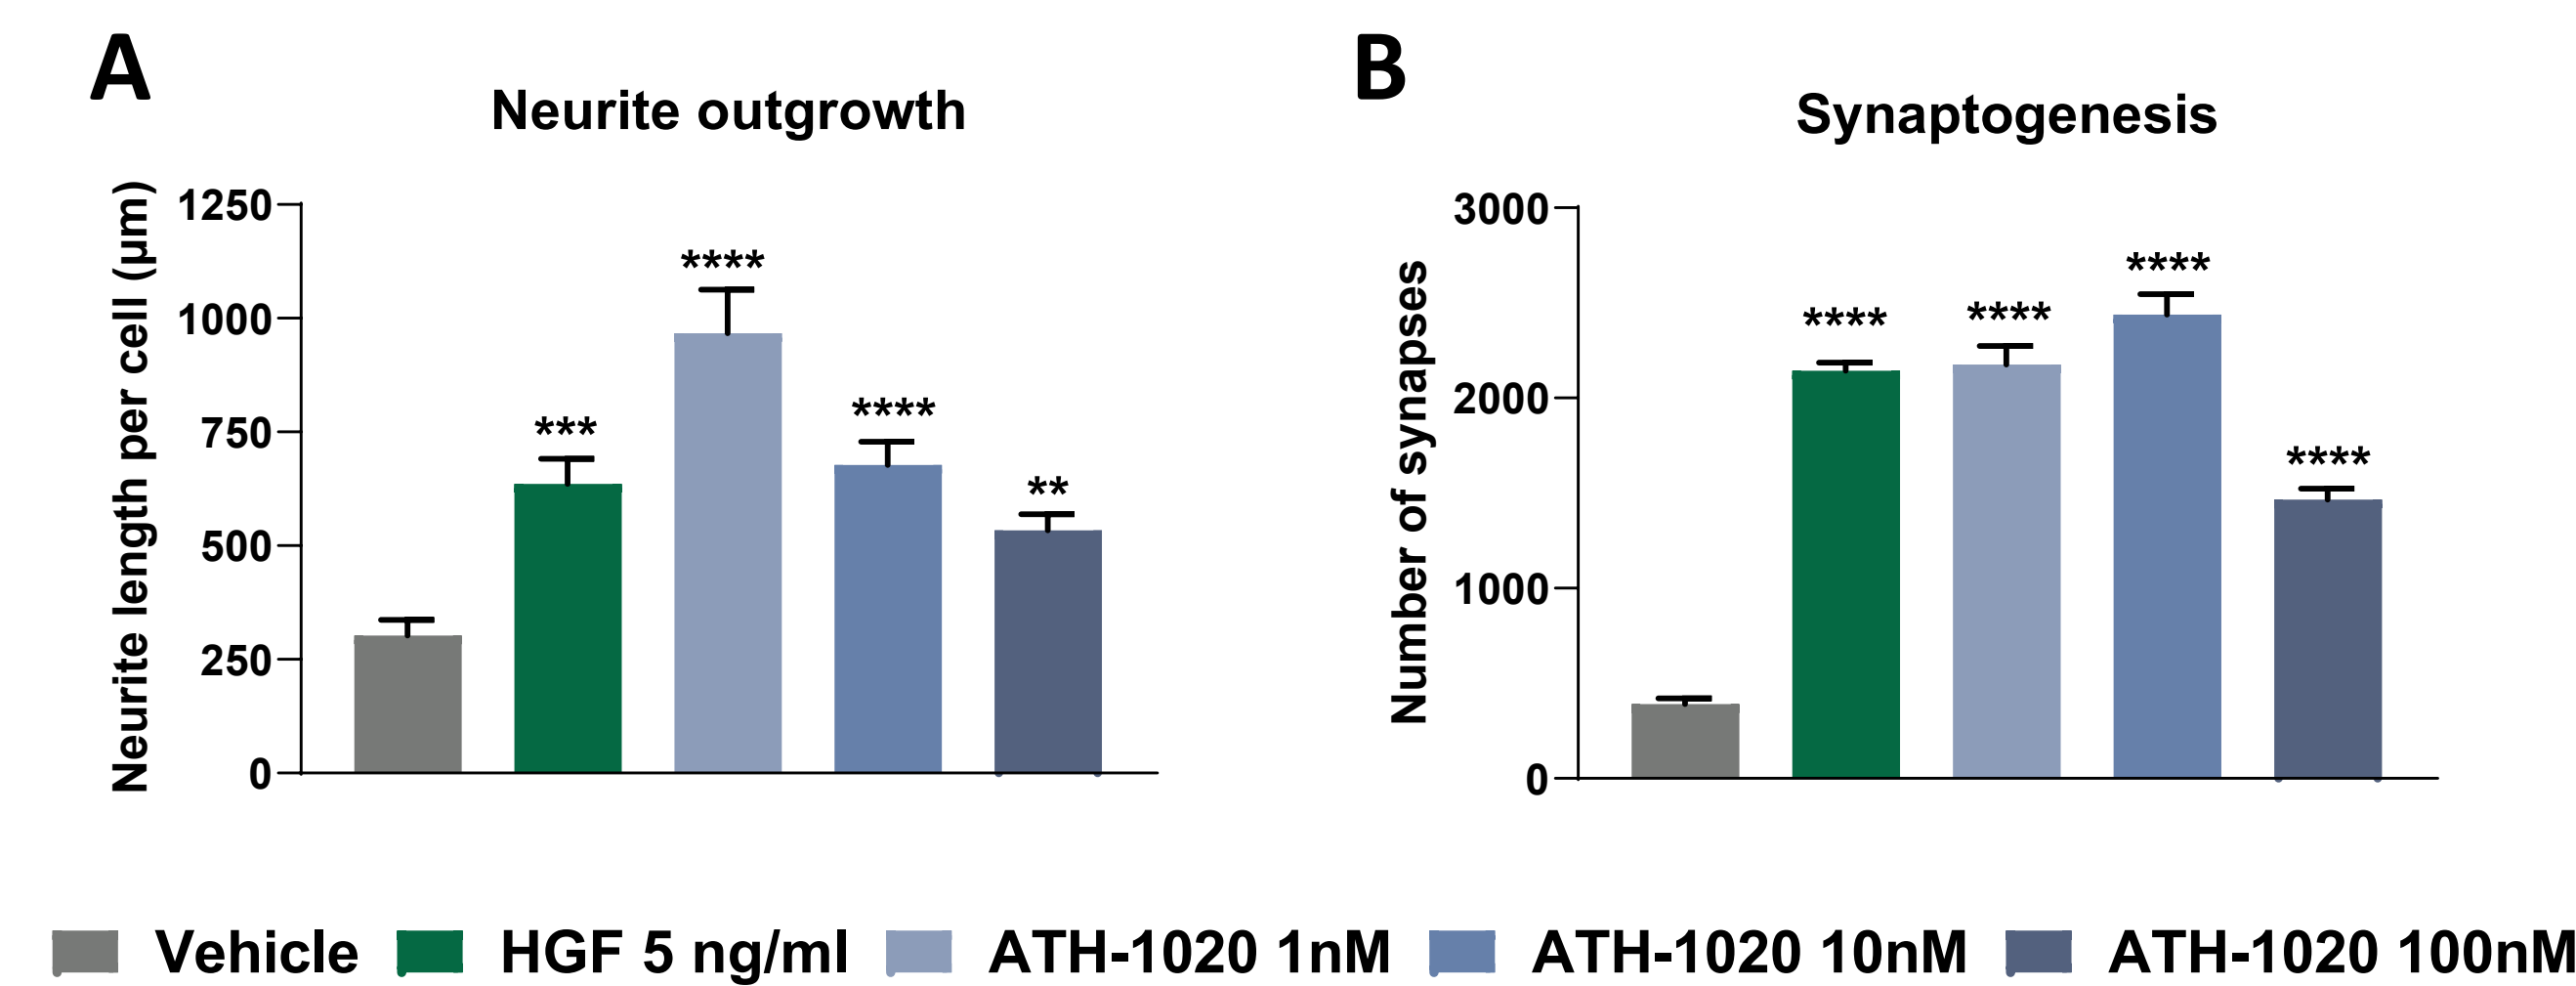 A
Neurite outgrowth
Neurite length per cell (µm)
1250
1000
750
500
250
0
***
****
****
**
B
Synaptogenesis
Number of synapses
3000
2000
1000
0
****
****
****
****
Vehicle HGF 5 ng/ml ATH-1020 1nM ATH-1020 10nM ATH-1020 100nM